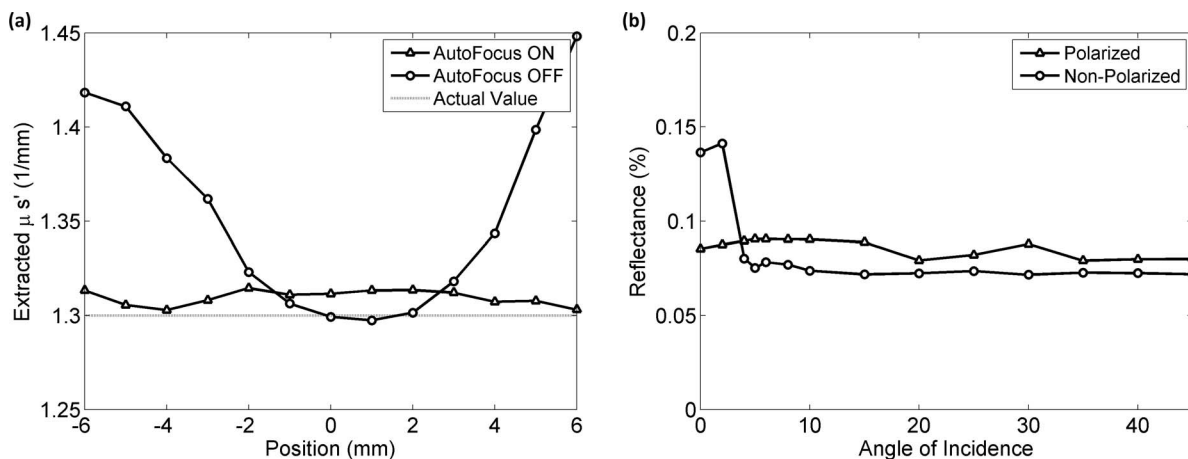 (a)
1.45
1.4
1.35
1.3
1.25
Extracted μ s' (1/mm)
AutoFocus ON
AutoFocus OFF
Actual Value
-6 -4 -2 0 2 4 6
Position (mm)
(b)
0.2
0.15
0.1
0.05
0
Reflectance (%)
Polarized
Non-Polarized
0 10 20 30 40
Angle of Incidence